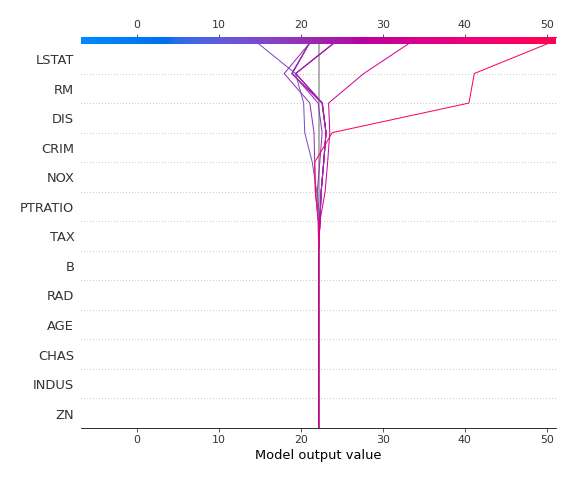 0 10 20 30 40 50
LSTAT
RM
DIS
CRIM
NOX
PTRATIO
TAX
B
RAD
AGE
CHAS
INDUS
ZN
0 10 20 30 40 50
Model output value